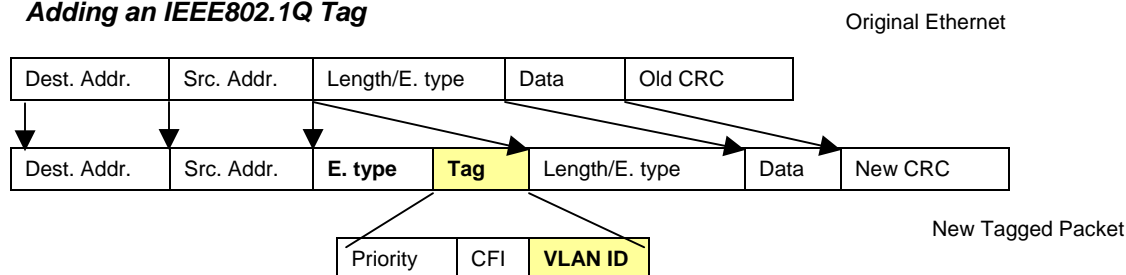 Adding an IEEE802.1Q Tag
Original Ethernet
Dest. Addr. Src. Addr. Length/E. type Data Old CRC
Dest. Addr. Src. Addr. E. type Tag Length/E. type Data New CRC
New Tagged Packet
Priority CFI VLAN ID